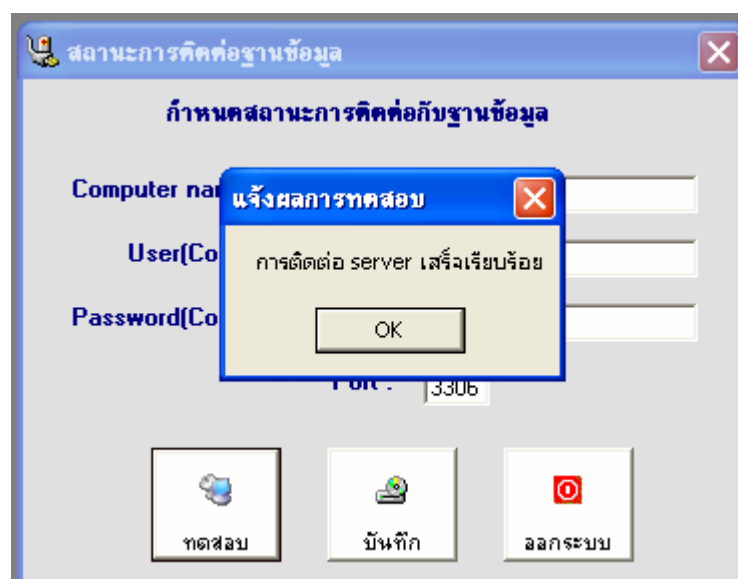 สถานะการติดต่อฐานข้อมูล
กำหนดสถานะการติดต่อกับฐานข้อมูล
Computer nar
แจ้งผลการทดสอบ
User(Co
การติดต่อ server เสร็จเรียบร้อย
Password(Co
OK
Port :
3306
ทดสอบ
บันทึก
ออกระบบ